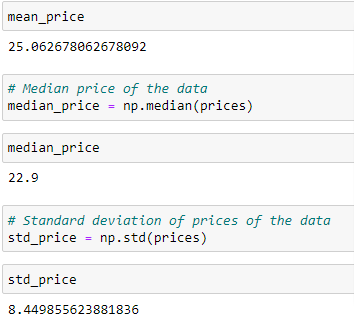 mean_price
25.062678062678092
# Median price of the data
median_price = np.median(prices)
median_price
22.9
# Standard deviation of prices of the data
std_price = np.std(prices)
std_price
8.449855623881836